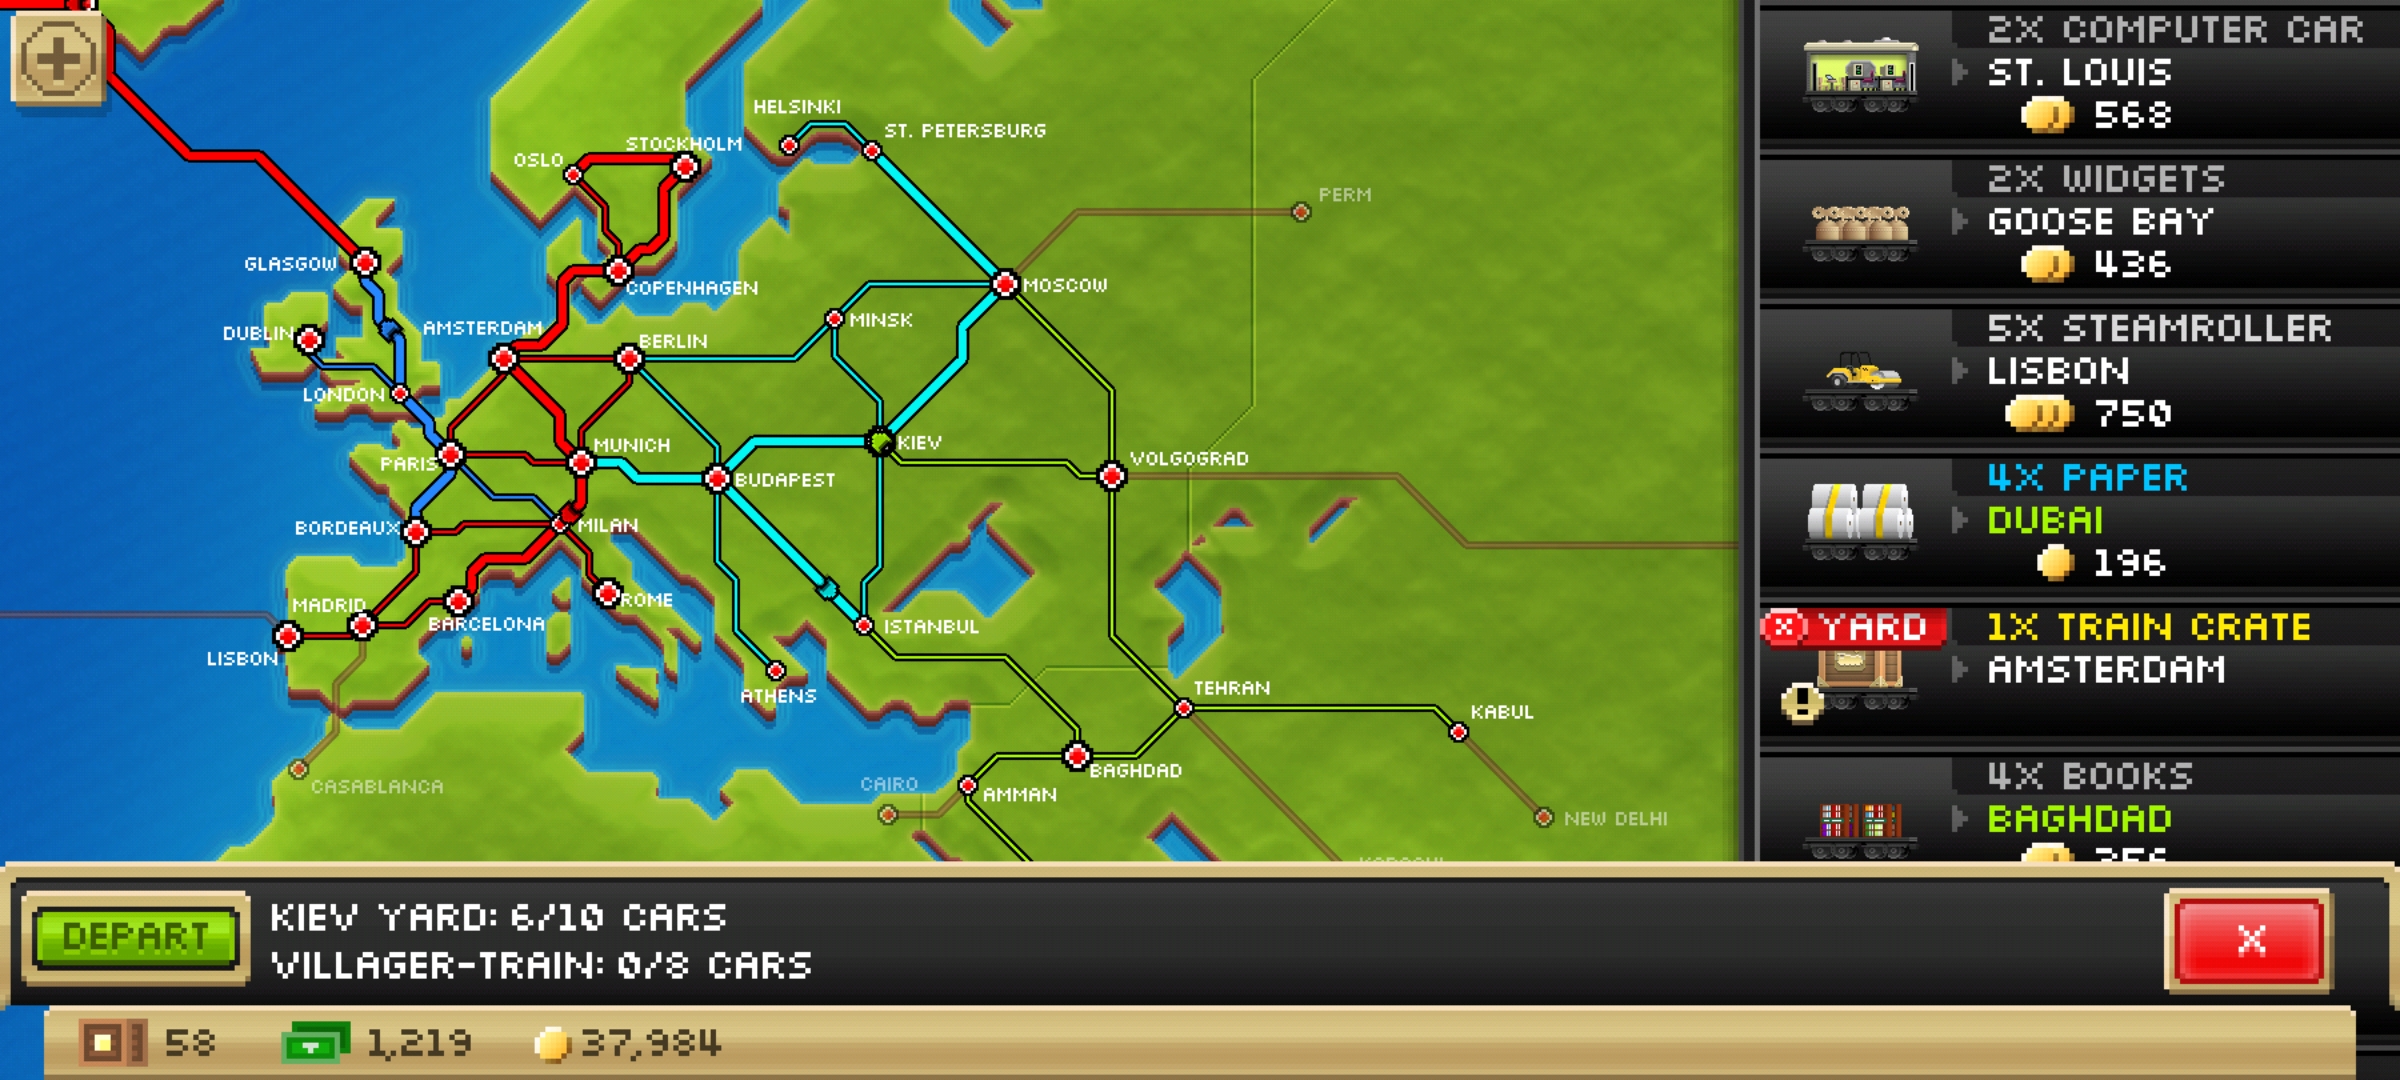 HELSINKI
ST. PETERSBURG
STOCKHOLM
OSLO
PERM
GLASGOW
COPENHAGEN
MOSCOW
DUBLIN
AMSTERDAM
BERLIN
MINSK
LONDON
MUNICH
KIEV
VOLGOGRAD
PARIS
BUDAPEST
BORDEAUX
MILAN
MADRID
ROME
BARCELONA
ISTANBUL
LISBON
ATHENS
TEHRAN
KABUL
CASABLANCA
CAIRO
BAGHDAD
AMMAN
NEW DELHI
2X COMPUTER CAR
ST. LOUIS
568
2X WIDGETS
GOOSE BAY
436
5X STEAMROLLER
LISBON
750
4X PAPER
DUBAI
196
YARD
1X TRAIN CRATE
AMSTERDAM
4X BOOKS
BAGHDAD
DEPART
KIEV YARD: 6/10 CARS
VILLAGER-TRAIN: 0/8 CARS
X
58
1,219
37,984